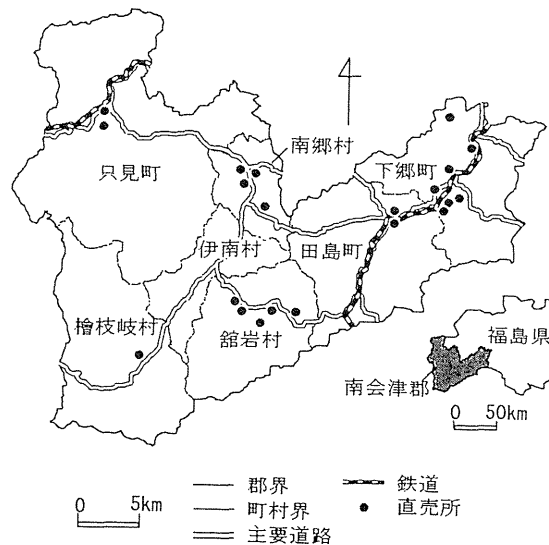 南郷村
只見町
下郷町
伊南村
田島町
檜枝岐村
舘岩村
福島県
南会津郡
0 50km
0 5km
郡界
町村界
主要道路
鉄道
直売所